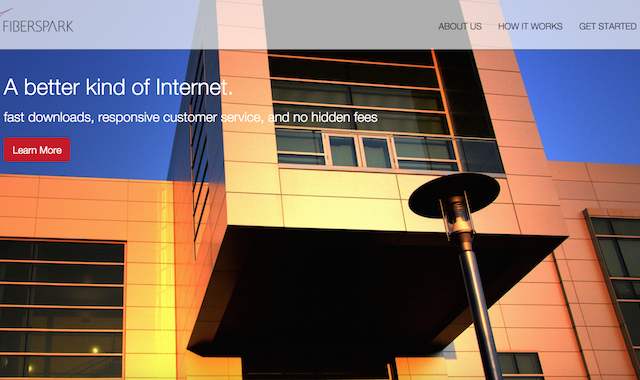 FIBERSPARK
ABOUT US HOW IT WORKS GET STARTED
A better kind of Internet.
fast downloads, responsive customer service, and no hidden fees
Learn More